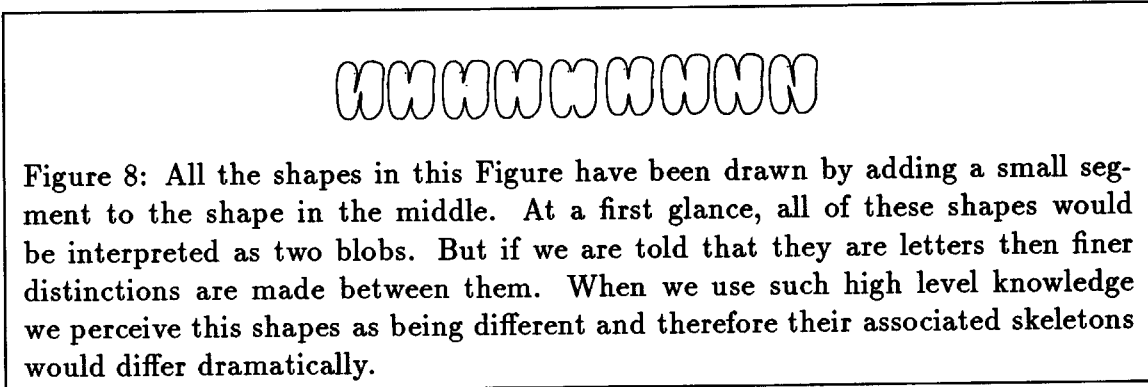 Figure 8: All the shapes in this Figure have been drawn by adding a small seg-
ment to the shape in the middle. At a first glance, all of these shapes would
be interpreted as two blobs. But if we are told that they are letters then finer
distinctions are made between them. When we use such high level knowledge
we perceive this shapes as being different and therefore their associated skeletons
would differ dramatically.